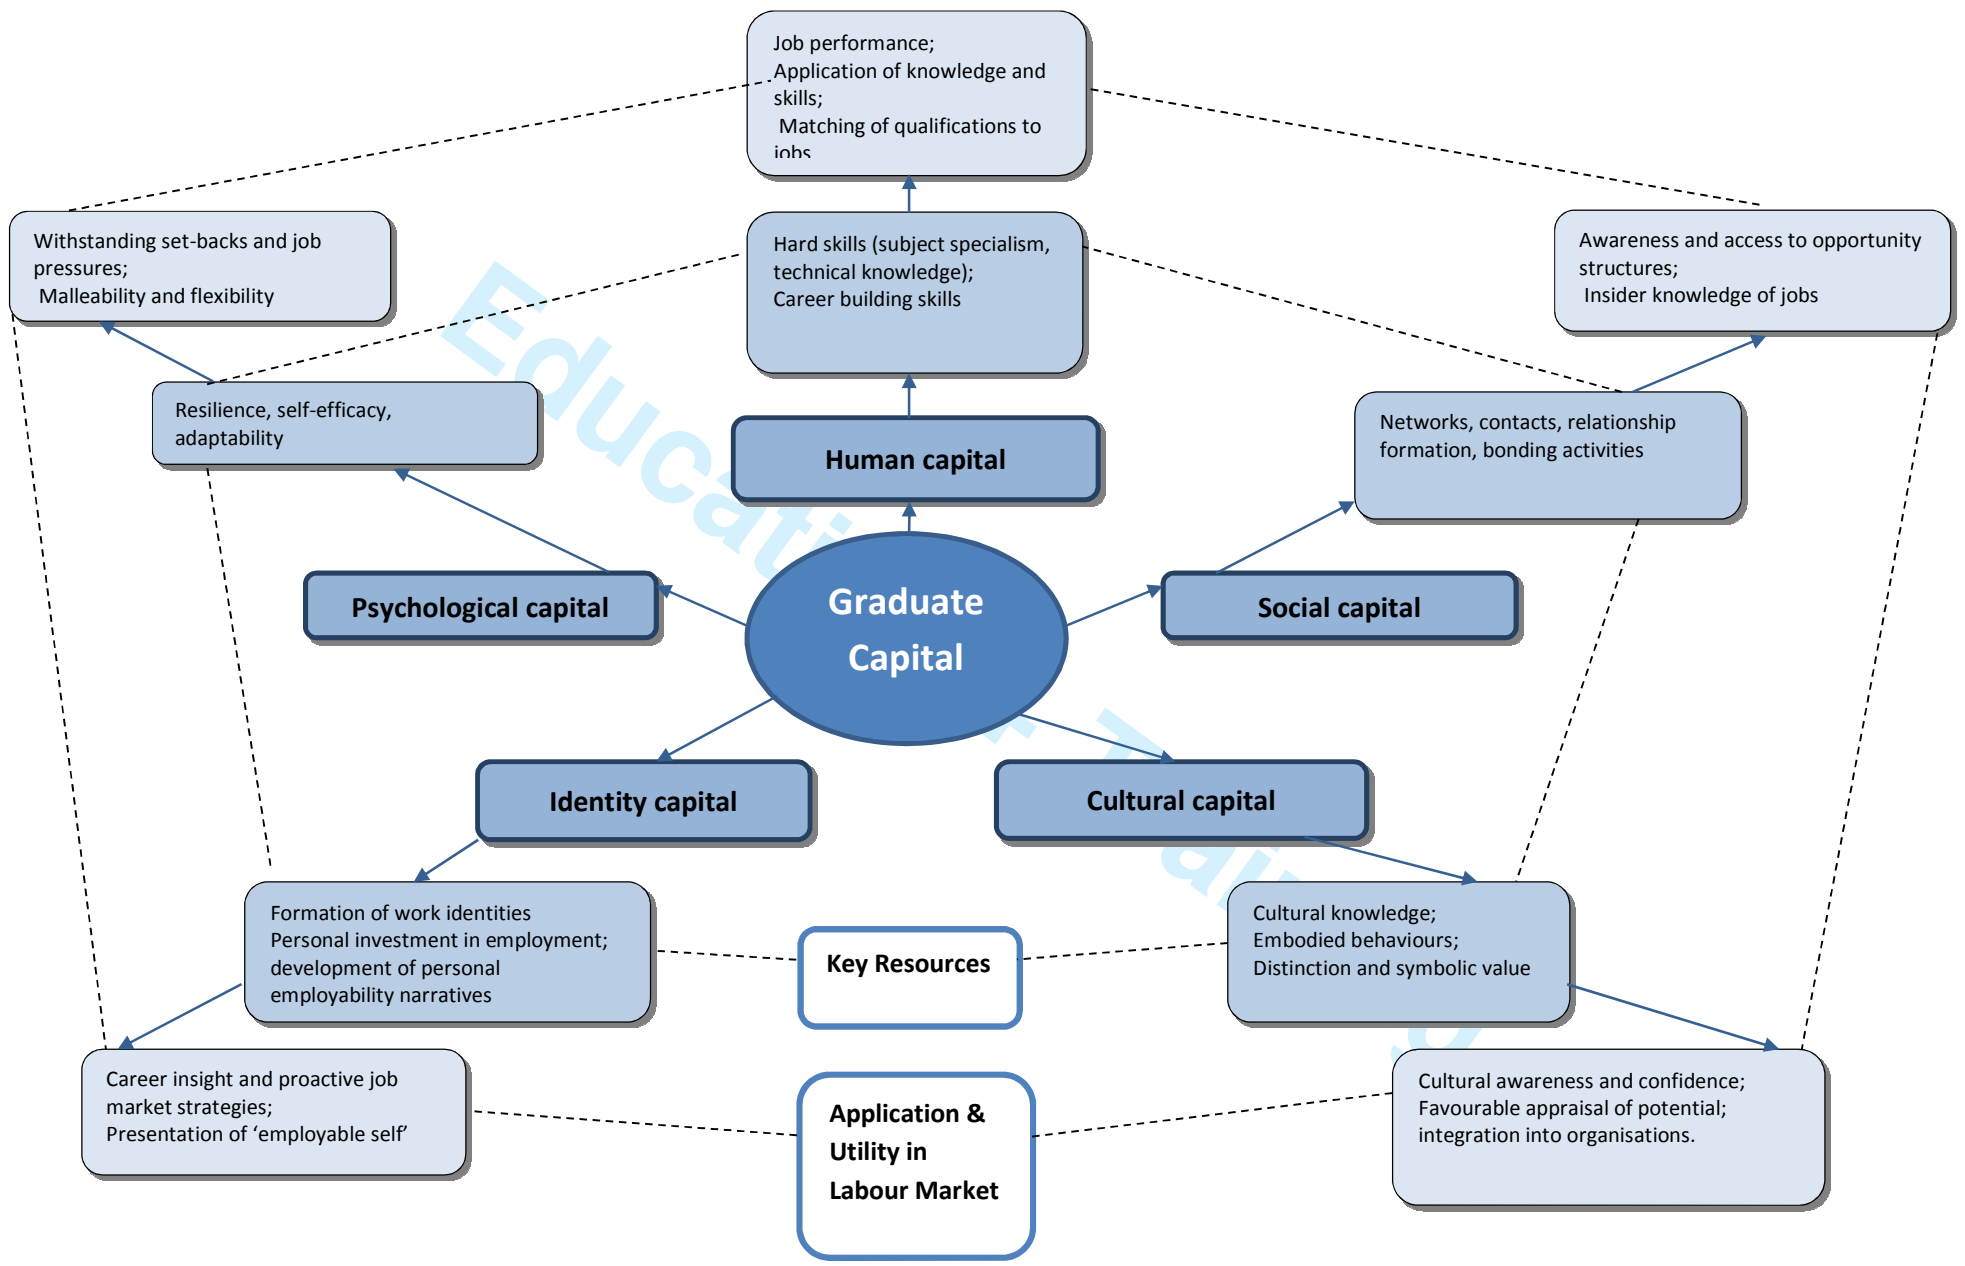 Job performance;
Application of knowledge and
skills;
Matching of qualifications to
jobs
Withstanding set-backs and job
pressures;
Malleability and flexibility
Hard skills (subject specialism,
technical knowledge);
Career building skills
Awareness and access to opportunity
structures;
Insider knowledge of jobs
Resilience, self-efficacy,
adaptability
Networks, contacts, relationship
formation, bonding activities
Human capital
Psychological capital
Graduate
Capital
Social capital
Identity capital
Cultural capital
Formation of work identities
Personal investment in employment;
development of personal
employability narratives
Key Resources
Cultural knowledge;
Embodied behaviours;
Distinction and symbolic value
Career insight and proactive job
market strategies;
Presentation of ‘employable self’
Application &
Utility in
Labour Market
Cultural awareness and confidence;
Favourable appraisal of potential;
integration into organisations.